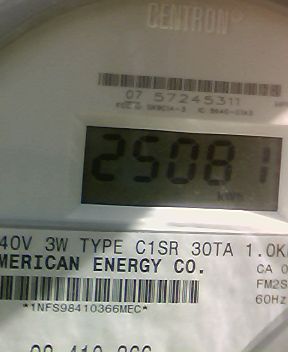 CENTRON
07 57245311
25081
kWh
40V 3W TYPE C1SR 30TA 1.0K
MERICAN ENERGY CO.
CA 0
FM2S
60Hz
*1NFS98410366MEC*